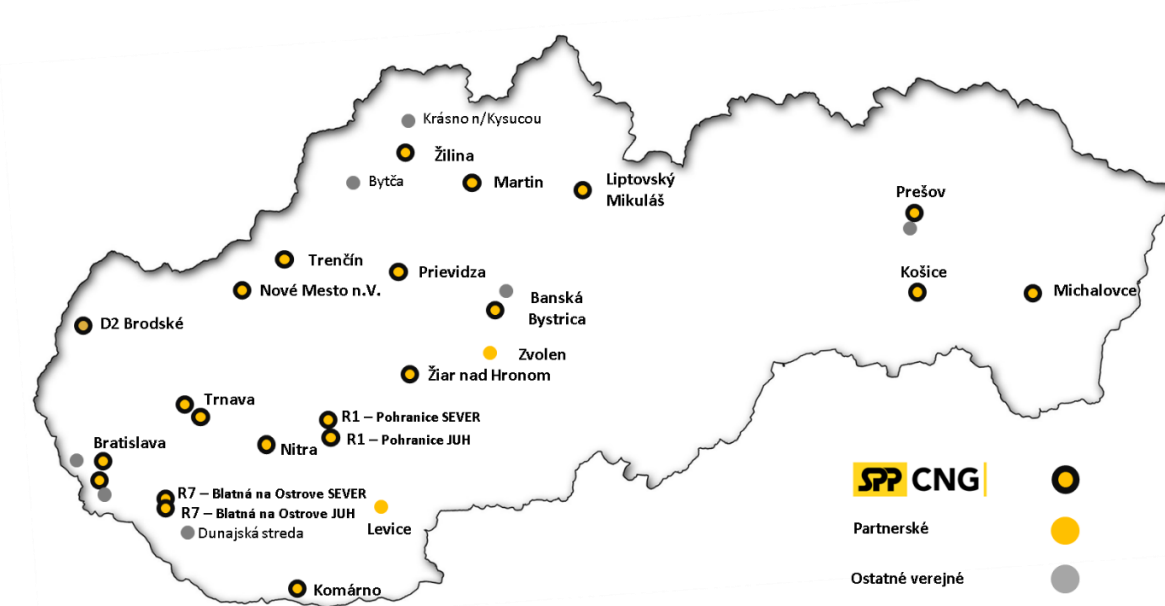 Krásno n/Kysucou
Žilina
Bytča
Martin
Liptovský
Mikuláš
Prešov
Trenčín
Prievidza
Košice
Nové Mesto n.V.
Banská
Bystrica
Michalovce
D2 Brodské
Zvolen
Žiar nad Hronom
Trnava
R1 – Pohranice SEVER
R1 – Pohranice JUH
Bratislava
Nitra
R7 – Blatná na Ostrove SEVER
R7 – Blatná na Ostrove JUH
Dunajská streda
Levice
Komárno
SPP CNG
Partnerské
Ostatné verejné